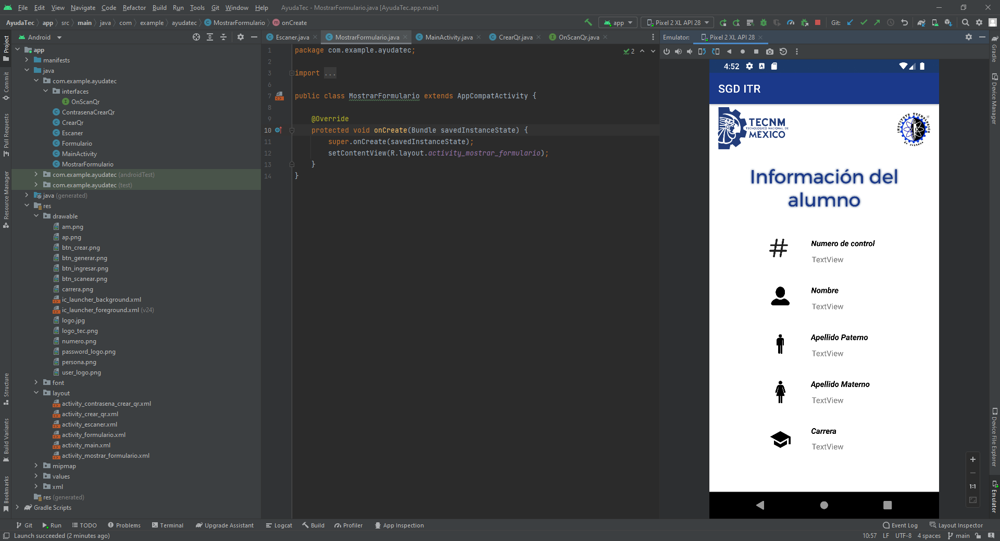 File Edit View Navigate Code Refactor Build Run Tools Git Window Help AyudaTec - MostrarFormulario.java [AyudaTec.app.main]
AyudaTec app src main java com example ayudatec MostrarFormulario onCreate app Pixel 2 XL API 28 Git:
Android
Escaner.java MostrarFormulario.java MainActivity.java CrearQr.java OnScanQr.java
Emulator: Pixel 2 XL API 28
Project
Commit
Pull Requests
Resource Manager
Structure
Build Variants
Bookmarks
app
manifests
java
com.example.ayudatec
interfaces
OnScanQr
ContrasenaCrearQr
CrearQr
Escaner
Formulario
MainActivity
MostrarFormulario
com.example.ayudatec (androidTest)
com.example.ayudatec (test)
java (generated)
res
drawable
am.png
ap.png
btn_crear.png
btn_generar.png
btn_ingresar.png
btn_scanear.png
carrera.png
ic_launcher_background.xml
ic_launcher_foreground.xml (v24)
logo.jpg
logo_tec.png
numero.png
password_logo.png
persona.png
user_logo.png
font
layout
activity_contrasena_crear_qr.xml
activity_crear_qr.xml
activity_escaner.xml
activity_formulario.xml
activity_main.xml
activity_mostrar_formulario.xml
mipmap
values
xml
res (generated)
Gradle Scripts
1 package com.example.ayudatec;
2
3 import ...
6
7 public class MostrarFormulario extends AppCompatActivity {
8
9 @Override
10 protected void onCreate(Bundle savedInstanceState) {
11 super.onCreate(savedInstanceState);
12 setContentView(R.layout.activity_mostrar_formulario);
13 }
14 }
2
4:52
SGD ITR
TECNM
TECNOLÓGICO NACIONAL DE
MÉXICO
INSTITUTO TECNOLOGICO
Información del
alumno
Numero de control
TextView
Nombre
TextView
Apellido Paterno
TextView
Apellido Materno
TextView
Carrera
TextView
1:1
Gradle
Device Manager
Device File Explorer
Emulator
Git Run TODO Problems Terminal Upgrade Assistant Logcat Build Profiler App Inspection Event Log Layout Inspector
Launch succeeded (2 minutes ago) 10:57 LF UTF-8 4 spaces main